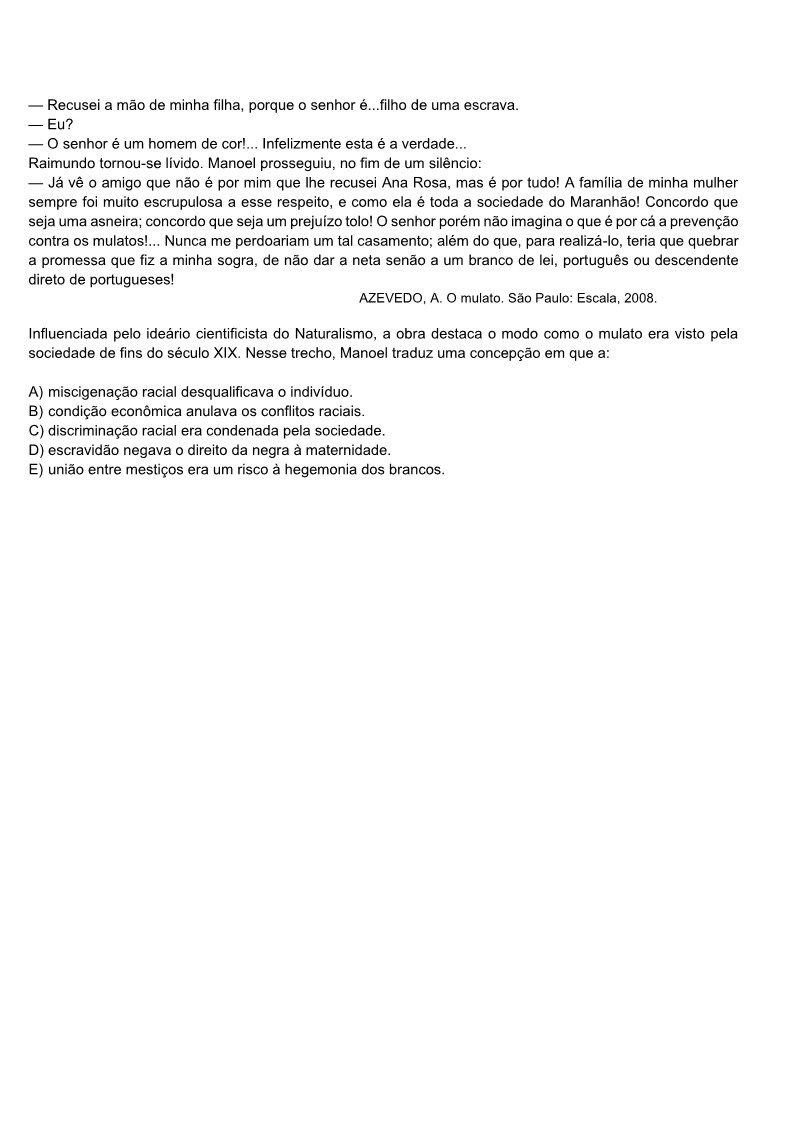 — Recusei a mão de minha filha, porque o senhor é...filho de uma escrava.
— Eu?
— O senhor é um homem de cor!... Infelizmente esta é a verdade...
Raimundo tornou-se lívido. Manoel prosseguiu, no fim de um silêncio:
— Já vê o amigo que não é por mim que lhe recusei Ana Rosa, mas é por tudo! A família de minha mulher
sempre foi muito escrupulosa a esse respeito, e como ela é toda a sociedade do Maranhão! Concordo que
seja uma asneira; concordo que seja um prejuízo tolo! O senhor porém não imagina o que é por cá a prevenção
contra os mulatos!... Nunca me perdoariam um tal casamento; além do que, para realizá-lo, teria que quebrar
a promessa que fiz a minha sogra, de não dar a neta senão a um branco de lei, português ou descendente
direto de portugueses!
AZEVEDO, A. O mulato. São Paulo: Escala, 2008.
Influenciada pelo ideário cientificista do Naturalismo, a obra destaca o modo como o mulato era visto pela
sociedade de fins do século XIX. Nesse trecho, Manoel traduz uma concepção em que a:
A) miscigenação racial desqualificava o indivíduo.
B) condição econômica anulava os conflitos raciais.
C) discriminação racial era condenada pela sociedade.
D) escravidão negava o direito da negra à maternidade.
E) união entre mestiços era um risco à hegemonia dos brancos.